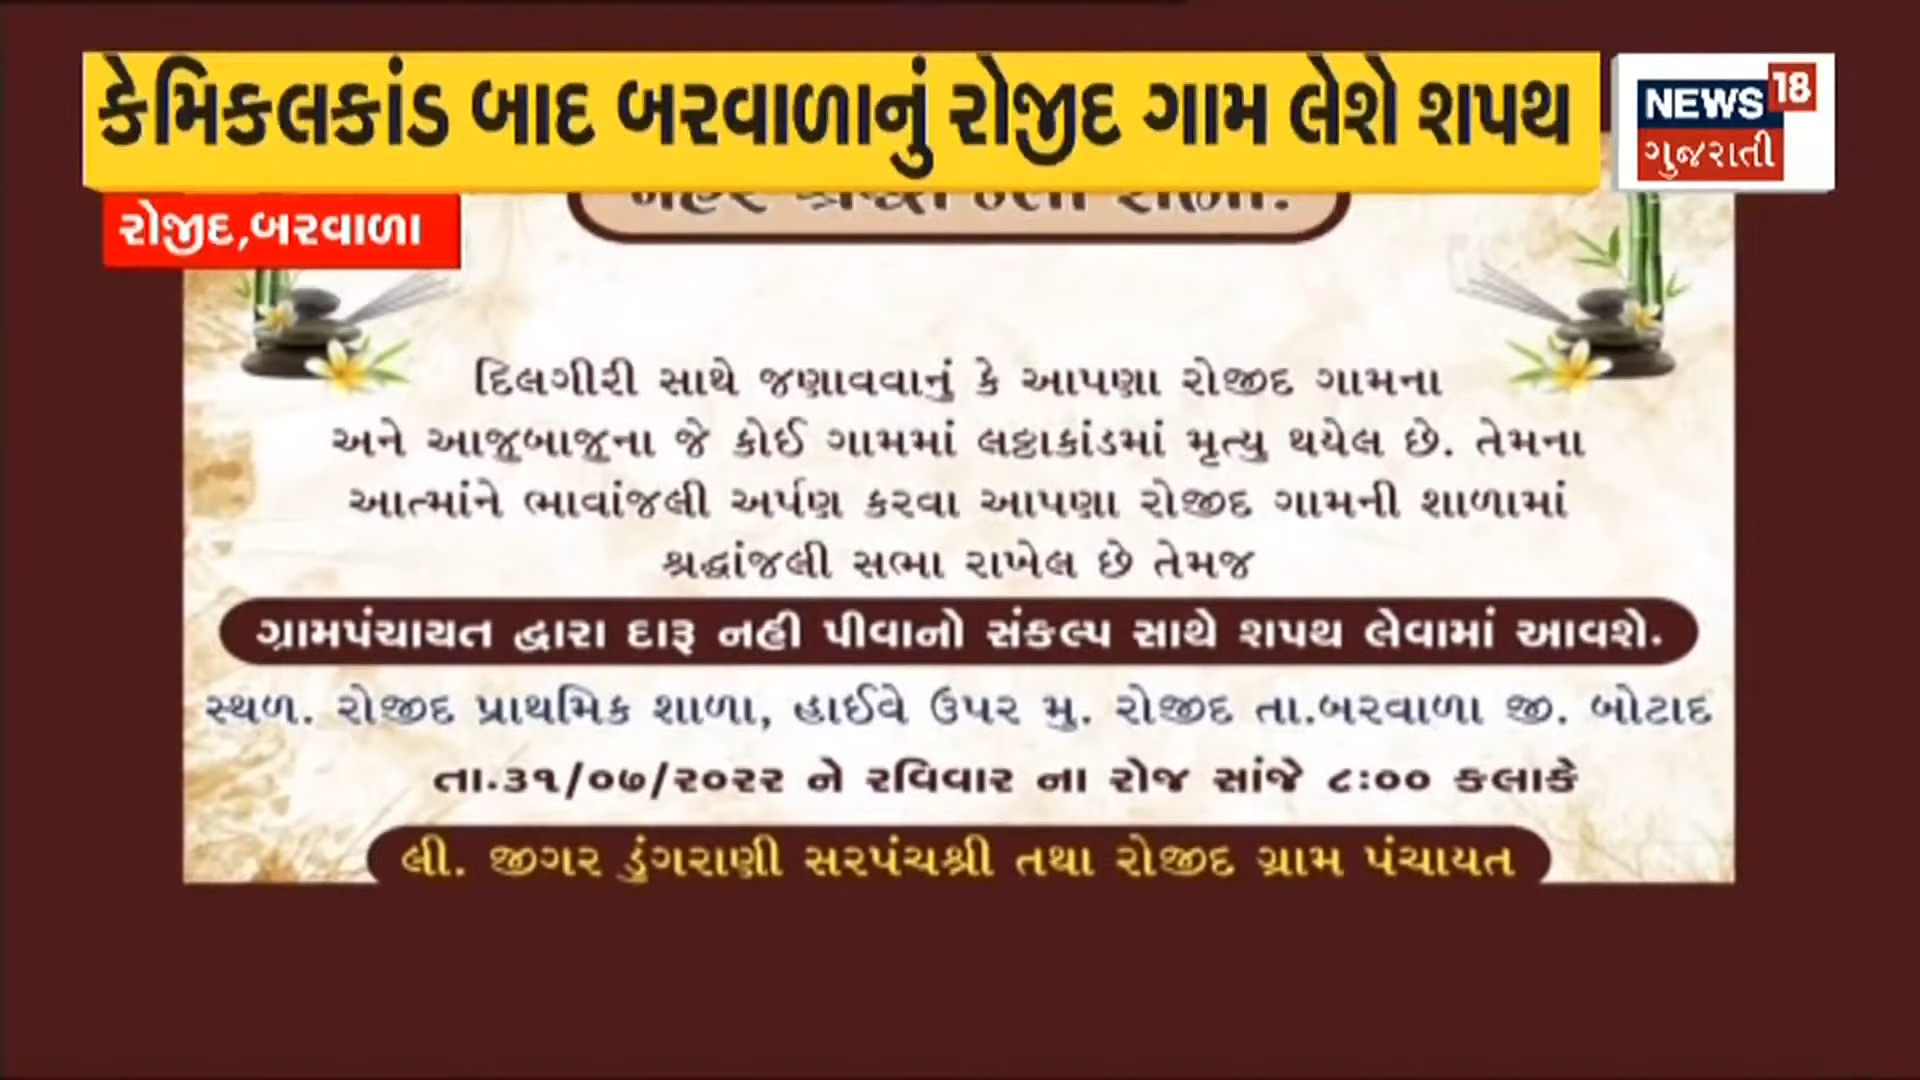 કેમિકલકાંડ બાદ બરવાળાનું રોજીદ ગામ લેશે શપથ
NEWS 18
ગુજરાતી
રોજીદ,બરવાળા
દિલગીરી સાથે જણાવવાનું કે આપણા રોજીદ ગામના
અને આજુબાજુના જે કોઈ ગામમાં લઠ્ઠાકાંડમાં મૃત્યુ થયેલ છે. તેમના
આત્માંને ભાવાંજલી અર્પણ કરવા આપણા રોજીદ ગામની શાળામાં
શ્રદ્ધાંજલી સભા રાખેલ છે તેમજ
ગ્રામપંચાયત દ્વારા દારૂ નહી પીવાનો સંકલ્પ સાથે શપથ લેવામાં આવશે.
સ્થળ. રોજીદ પ્રાથમિક શાળા, હાઈવે ઉપર મુ. રોજીદ તા.બરવાળા જી. બોટાદ
તા.૩૧/૦૭/૨૦૨૨ ને રવિવાર ના રોજ સાંજે ૮:૦૦ કલાકે
લી. જીગર ડુંગરાણી સરપંચશ્રી તથા રોજીદ ગ્રામ પંચાયત